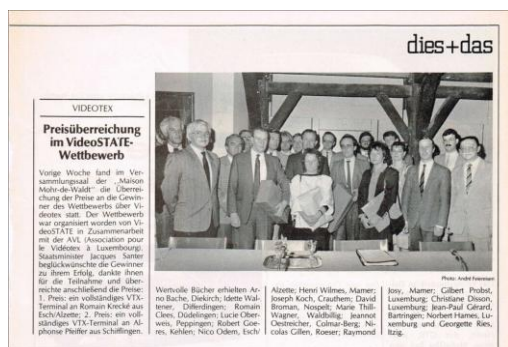 dies+das
VIDEOTEX
Preisüberreichung
im VideoSTATE-
Wettbewerb
Vorige Woche fand im Ver-
sammlungssaal der „Maison
Mohr-de-Waldt" die Überrei-
chung der Preise an die Gewin-
ner des Wettbewerbs über Vi-
deotex statt. Der Wettbewerb
war organisiert worden von Vi-
deoSTATE in Zusammenarbeit
mit der AVL (Association pour
le Vidéotex à Luxembourg).
Staatsminister Jacques Santer
beglückwünschte die Gewinner
zu ihrem Erfolg, dankte ihnen
für die Teilnahme und über-
reichte anschließend die Preise:
1. Preis: ein vollständiges VTX-
Terminal an Romain Krecké aus
Esch/Alzette; 2. Preis: ein voll-
ständiges VTX-Terminal an Al-
phonse Pfeiffer aus Schifflingen.
Photo: André
Wertvolle Bücher erhielten Ar-
no Bache, Diekirch; Idette Wal-
tener, Differdingen; Romain
Clees, Düdelingen; Lucie Ober-
weis, Peppingen; Robert Goe-
res, Kehlen; Nico Odem, Esch/
Alzette; Henri Wilmes, Mamer;
Joseph Koch, Crauthem; David
Broman, Nospelt; Marie Thill-
Wang, Waldbillig; Jeannot
Oestreicher, Colmar-Berg; Ni-
colas Gillen, Roeser; Raymond
Josy, Mamer; Gilbert Probst,
Luxemburg; Christiane Disson,
Luxemburg; Jean-Paul Gérard,
Bartringen; Norbert Hames, Lu-
xemburg und Georgette Ries,
Itzig.